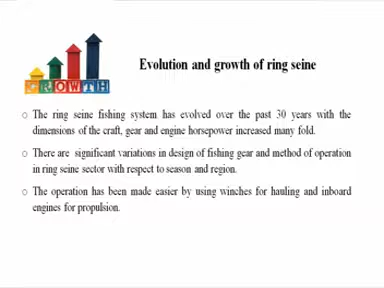 Evolution and growth of ring seine
GROWTH
The ring seine fishing system has evolved over the past 30 years with the
dimensions of the craft, gear and engine horsepower increased many fold.
There are significant variations in design of fishing gear and method of operation
in ring seine sector with respect to season and region.
The operation has been made easier by using winches for hauling and inboard
engines for propulsion.